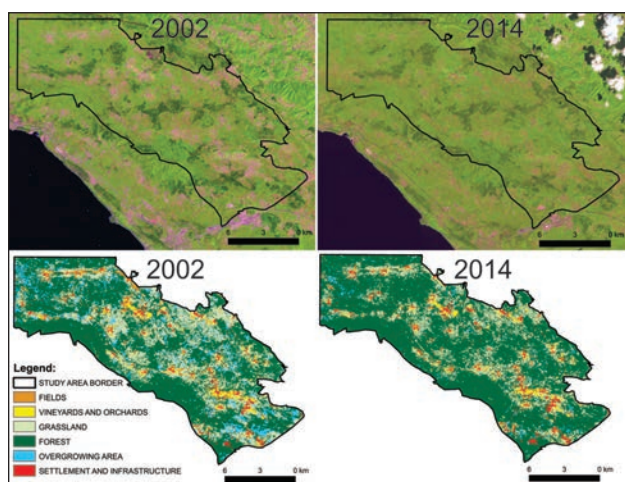 2002
2014
6 3 0 km
6 3 0 km
2002
2014
Legend:
STUDY AREA BORDER
FIELDS
VINEYARDS AND ORCHARDS
GRASSLAND
FOREST
OVERGROWING AREA
SETTLEMENT AND INFRASTRUCTURE
6 3 0 km
6 3 0 km